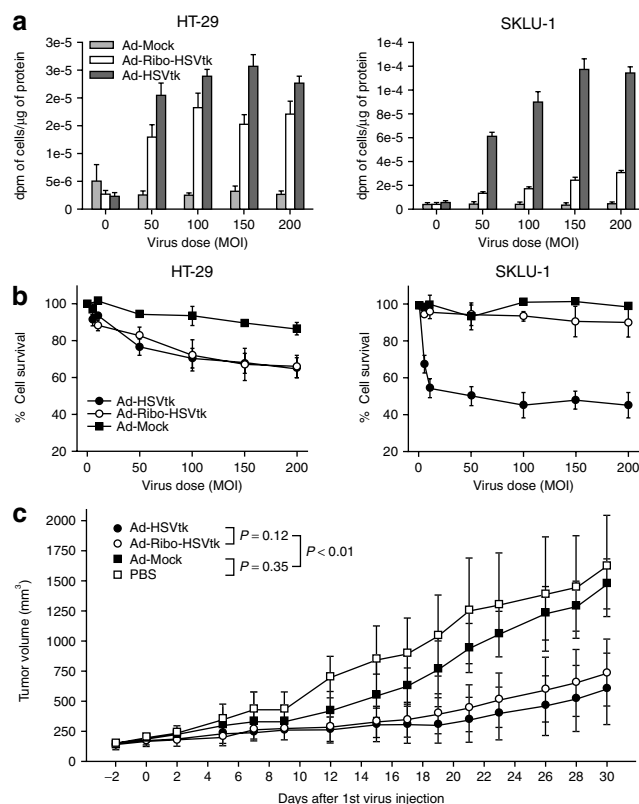 a
HT-29
SKLU-1
Ad-Mock
Ad-Ribo-HSVtk
Ad-HSVtk
dpm of cells/μg of protein
3e-5
2e-5
2e-5
1e-5
5e-6
0
0 50 100 150 200
Virus dose (MOI)
dpm of cells/μg of protein
1e-4
1e-4
8e-5
6e-5
4e-5
2e-5
0
0 50 100 150 200
Virus dose (MOI)
b
HT-29
SKLU-1
% Cell survival
100
80
60
40
20
Ad-HSVtk
Ad-Ribo-HSVtk
Ad-Mock
0 50 100 150 200
Virus dose (MOI)
% Cell survival
100
80
60
40
20
0 50 100 150 200
Virus dose (MOI)
c
Ad-HSVtk
Ad-Ribo-HSVtk
Ad-Mock
PBS
P = 0.12
P = 0.35
P < 0.01
Tumor volume (mm³)
2000
1750
1500
1250
1000
750
500
250
0
−2 0 2 4 6 8 10 12 14 16 18 20 22 24 26 28 30
Days after 1st virus injection